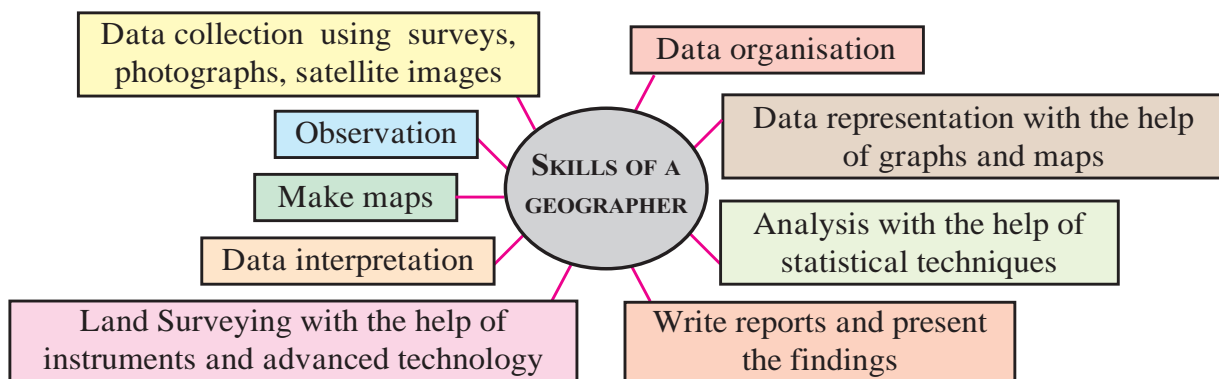 Data collection using surveys,
photographs, satellite images
Data organisation
Observation
Data representation with the help
of graphs and maps
SKILLS OF A
GEOGRAPHER
Make maps
Analysis with the help of
statistical techniques
Data interpretation
Land Surveying with the help of
instruments and advanced technology
Write reports and present
the findings